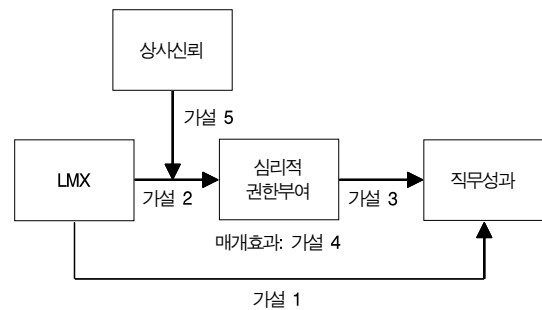 상사신뢰
가설 5
LMX
가설 2
심리적
권한부여
가설 3
직무성과
매개효과: 가설 4
가설 1